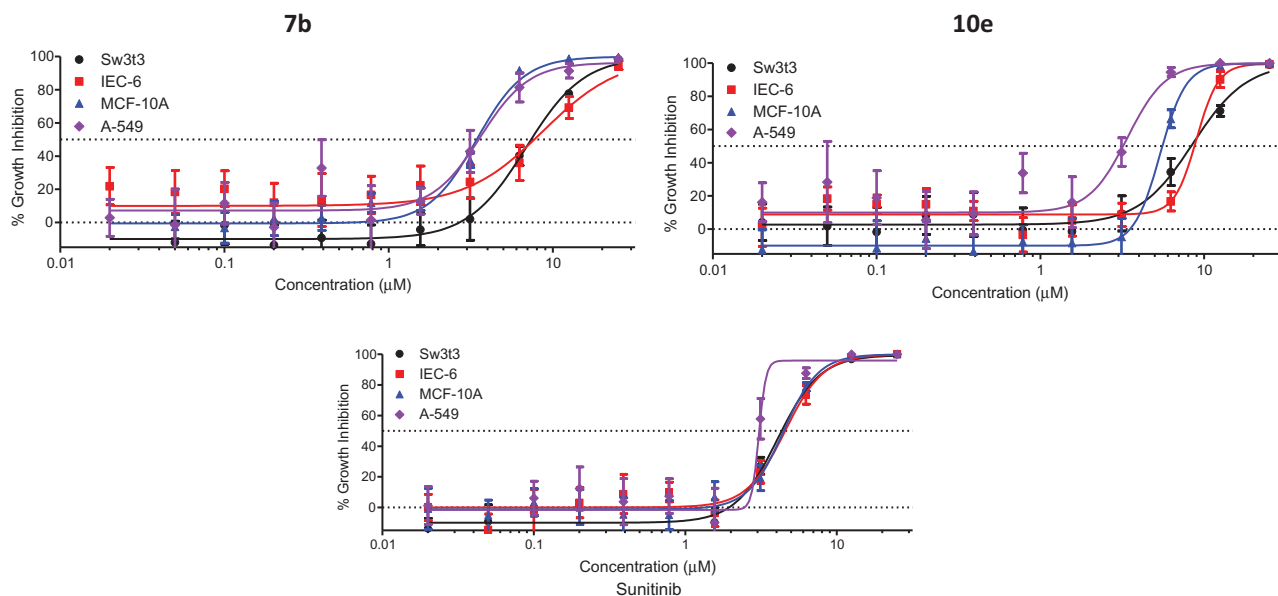 7b
Sw3t3
IEC-6
MCF-10A
A-549
% Growth Inhibition
100
80
60
40
20
0
0.01
0.1
1
10
Concentration (μM)
10e
Sw3t3
IEC-6
MCF-10A
A-549
% Growth Inhibition
100
80
60
40
20
0
0.01
0.1
1
10
Concentration (μM)
Sw3t3
IEC-6
MCF-10A
A-549
% Growth Inhibition
100
80
60
40
20
0
0.01
0.1
1
10
Concentration (μM)
Sunitinib